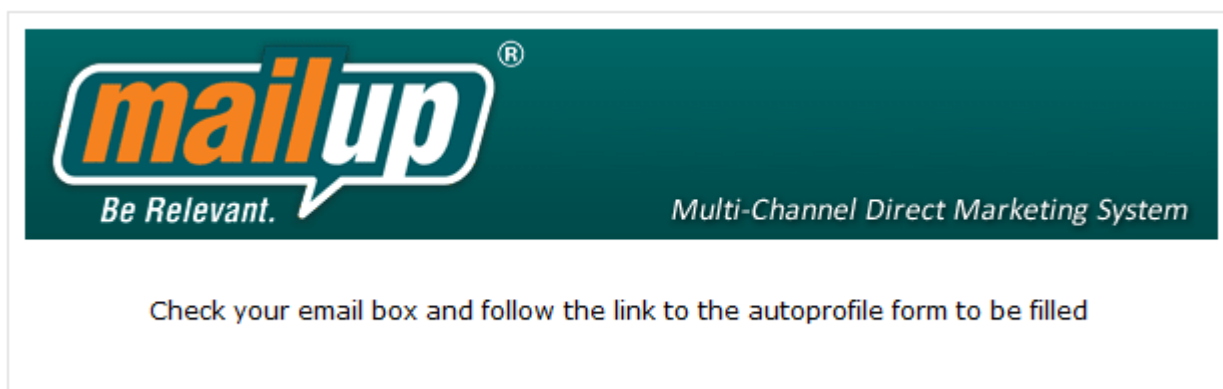 mailup®
Be Relevant.
Multi-Channel Direct Marketing System
Check your email box and follow the link to the autoprofile form to be filled